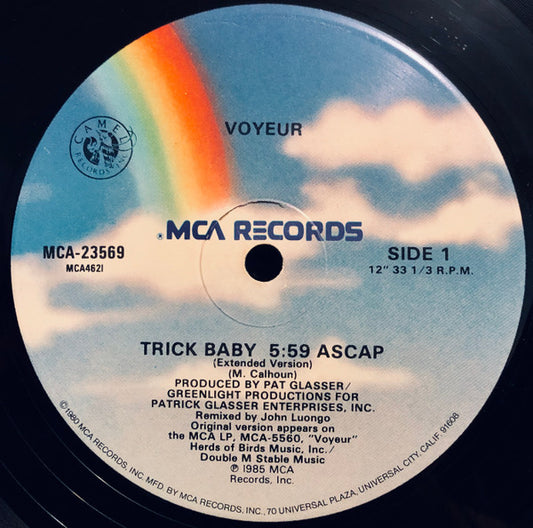 VOYEUR
CAMEL
RECORDS, INC.
® MCA RECORDS
MCA-23569
MCA4621
SIDE 1
12" 33 1/3 R.P.M.
TRICK BABY 5:59 ASCAP
(Extended Version)
(M. Calhoun)
PRODUCED BY PAT GLASSER/
GREENLIGHT PRODUCTIONS FOR
PATRICK GLASSER ENTERPRISES, INC.
Remixed by John Luongo
Original version appears on
the MCA LP, MCA-5560, "Voyeur"
Herds of Birds Music, Inc./
Double M Stable Music
℗ 1985 MCA
Records, Inc.
©1980 MCA RECORDS, INC. MFD. BY MCA RECORDS, INC., 70 UNIVERSAL PLAZA, UNIVERSAL CITY, CALIF. 91608